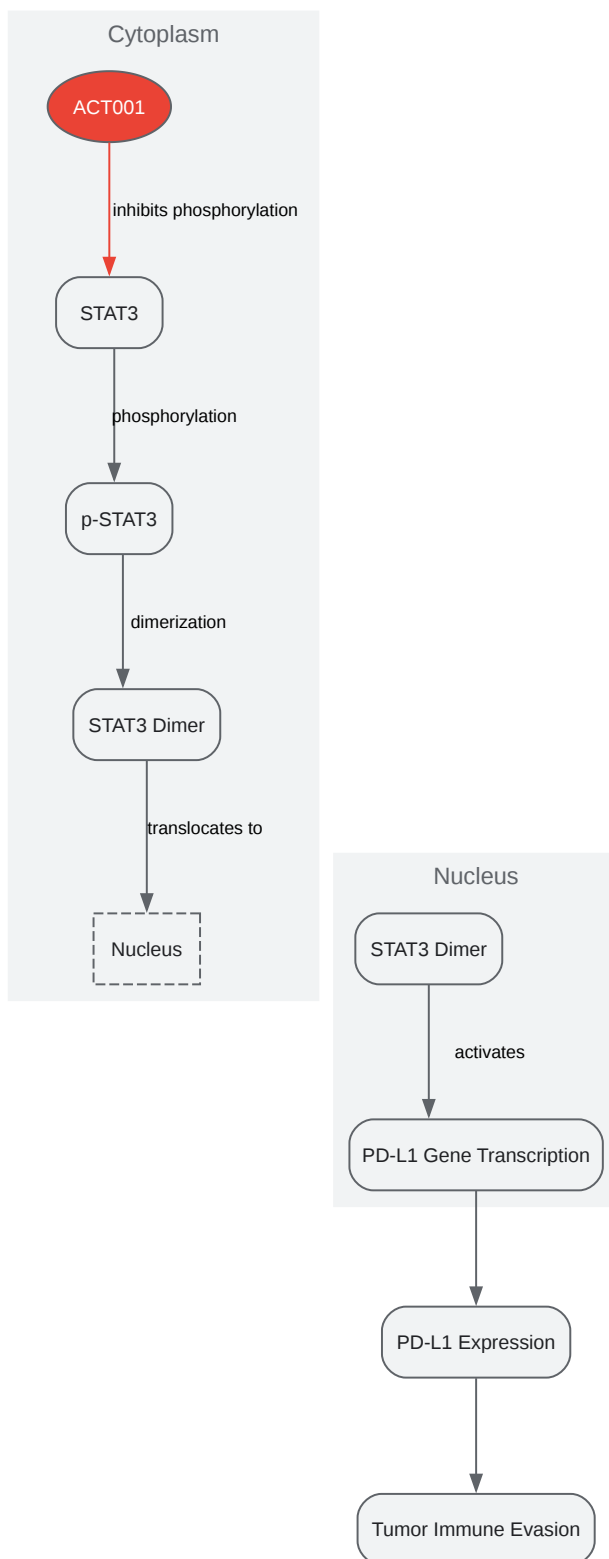 Cytoplasm
ACT001
inhibits phosphorylation
STAT3
phosphorylation
p-STAT3
dimerization
STAT3 Dimer
translocates to
Nucleus
Nucleus
STAT3 Dimer
activates
PD-L1 Gene Transcription
PD-L1 Expression
Tumor Immune Evasion